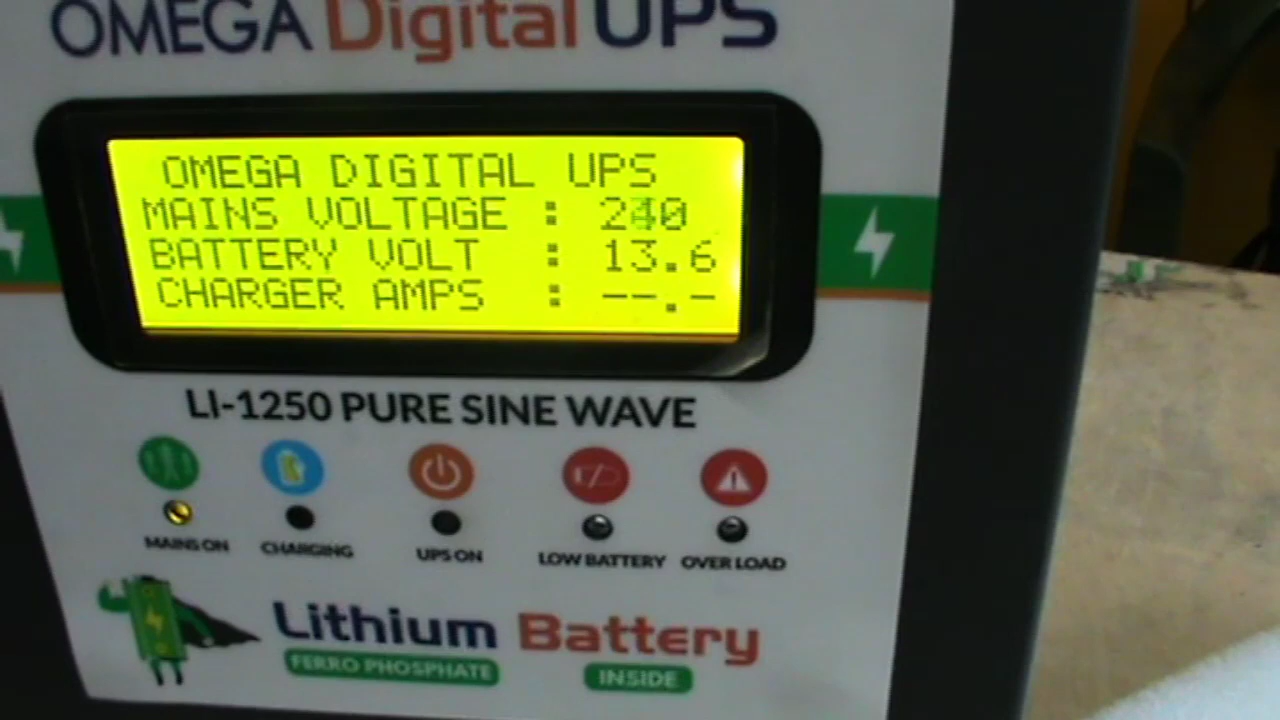 OMEGA Digital UPS
OMEGA DIGITAL UPS
MAINS VOLTAGE : 240
BATTERY VOLT : 13.6
CHARGER AMPS : --.-
LI-1250 PURE SINE WAVE
MAINS ON CHARGING UPS ON LOW BATTERY OVER LOAD
Lithium Battery
FERRO PHOSPHATE INSIDE